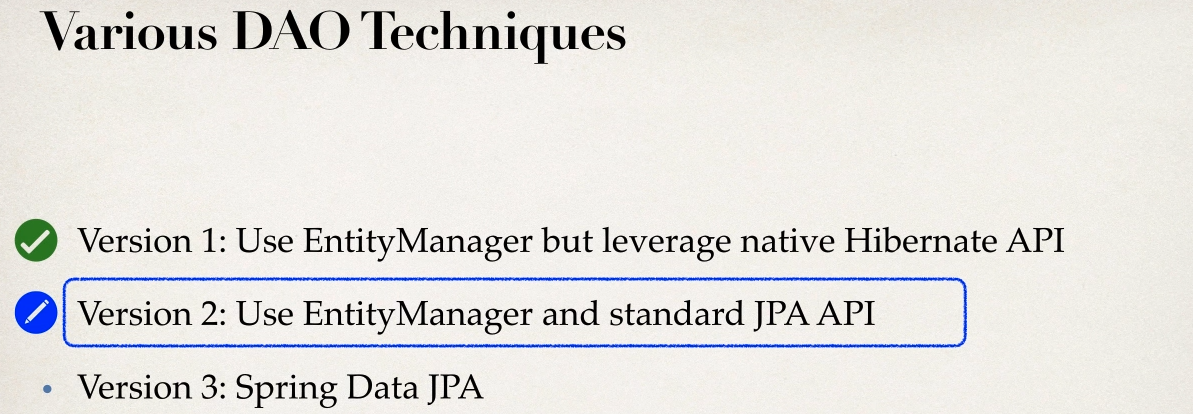 Various DAO Techniques
Version 1: Use EntityManager but leverage native Hibernate API
Version 2: Use EntityManager and standard JPA API
Version 3: Spring Data JPA